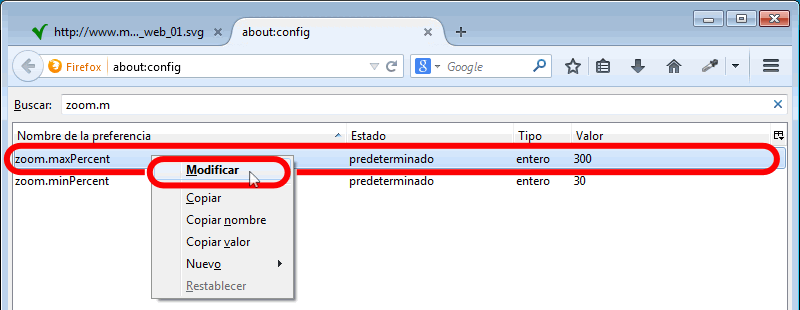 http://www.m..._web_01.svg about:config
Firefox about:config Google
Buscar: zoom.m
Nombre de la preferencia Estado Tipo Valor
zoom.maxPercent predeterminado entero 300
zoom.minPercent predeterminado entero 30
Modificar
Copiar
Copiar nombre
Copiar valor
Nuevo
Restablecer